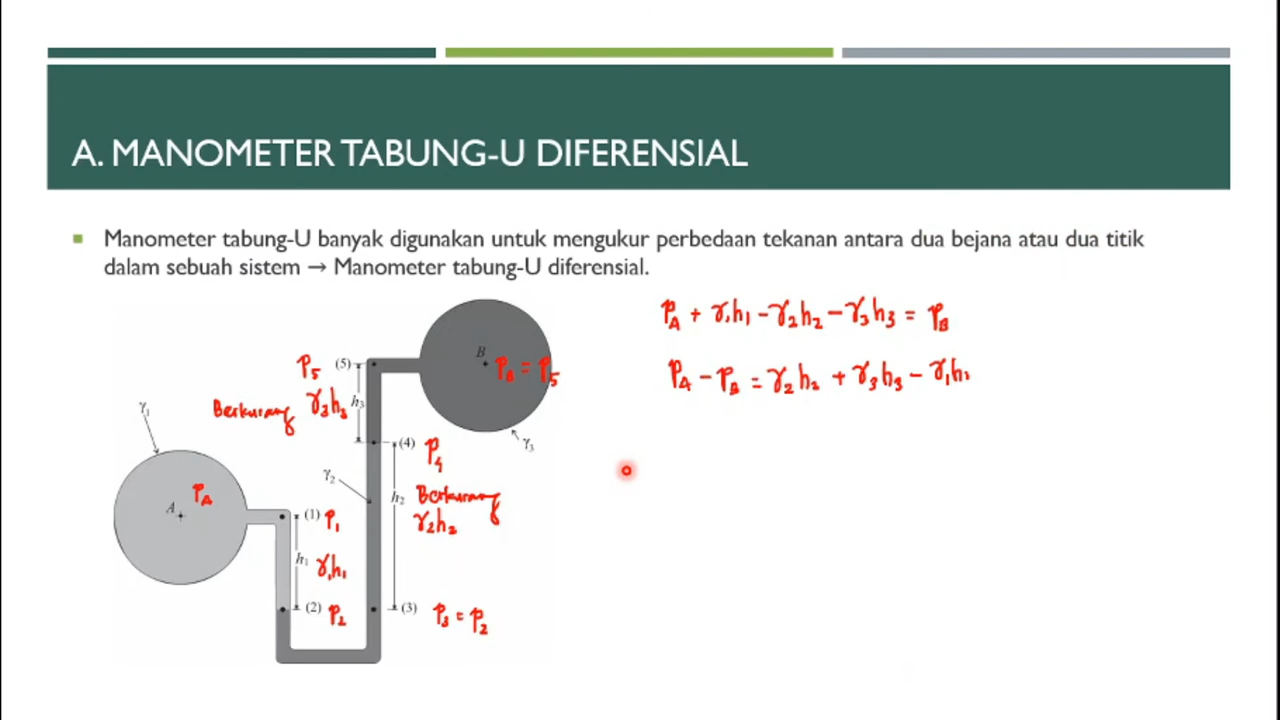 A. MANOMETER TABUNG-U DIFERENSIAL
Manometer tabung-U banyak digunakan untuk mengukur perbedaan tekanan antara dua bejana atau dua titik
dalam sebuah sistem → Manometer tabung-U diferensial.
P_A + γ₁h₁ - γ₂h₂ - γ₃h₃ = P_B
P_A - P_B = γ₂h₂ + γ₃h₃ - γ₁h₁
P₅ (5)
B P_B = P₅
Berkurang γ₃h₃ h₃
γ₁
(4) P₄
γ₃
γ₂
h₂ Berkurang
γ₂h₂
A P_A
(1) P₁
h₁ γ₁h₁
(2) P₂
(3) P₃ = P₂